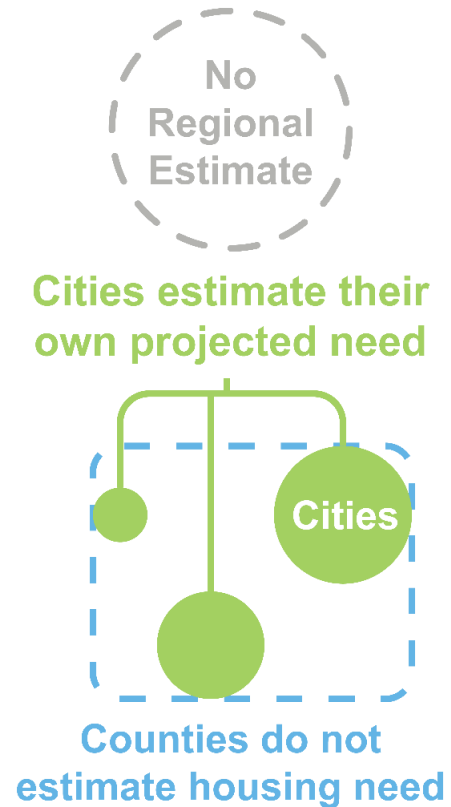 No
Regional
Estimate
Cities estimate their
own projected need
Cities
Counties do not
estimate housing need